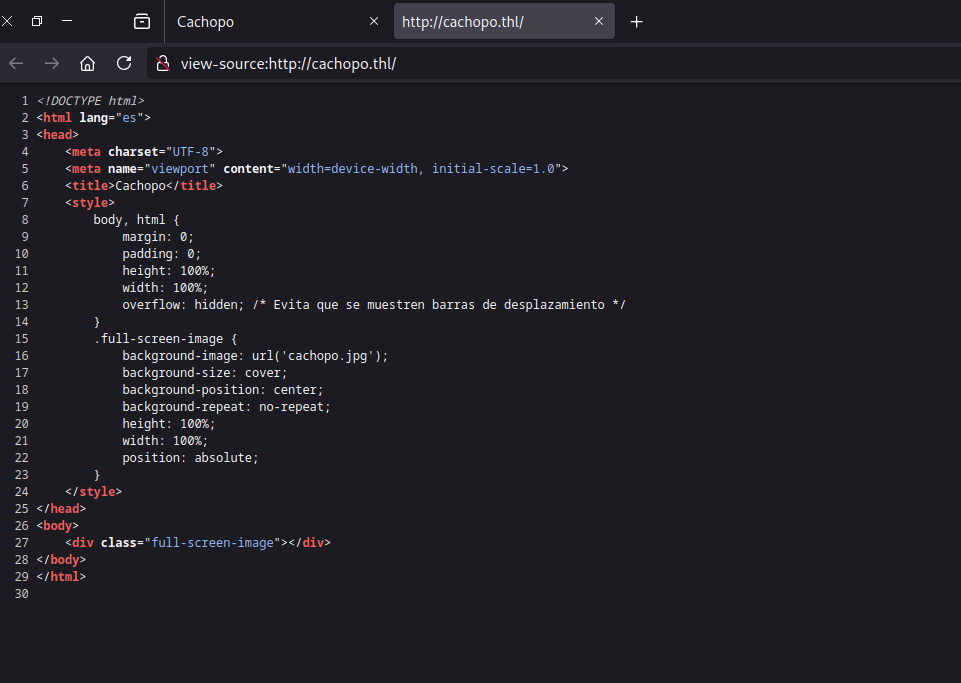 Cachopo
http://cachopo.thl/
view-source:http://cachopo.thl/
1 <!DOCTYPE html>
2 <html lang="es">
3 <head>
4     <meta charset="UTF-8">
5     <meta name="viewport" content="width=device-width, initial-scale=1.0">
6     <title>Cachopo</title>
7     <style>
8         body, html {
9             margin: 0;
10             padding: 0;
11             height: 100%;
12             width: 100%;
13             overflow: hidden; /* Evita que se muestren barras de desplazamiento */
14         }
15         .full-screen-image {
16             background-image: url('cachopo.jpg');
17             background-size: cover;
18             background-position: center;
19             background-repeat: no-repeat;
20             height: 100%;
21             width: 100%;
22             position: absolute;
23         }
24     </style>
25 </head>
26 <body>
27     <div class="full-screen-image"></div>
28 </body>
29 </html>
30